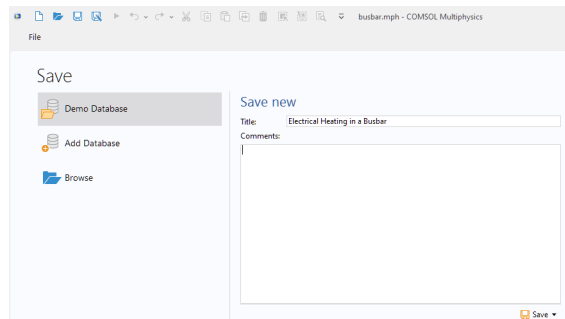 busbar.mph - COMSOL Multiphysics
File
Save
Demo Database
Add Database
Browse
Save new
Title: Electrical Heating in a Busbar
Comments:
Save